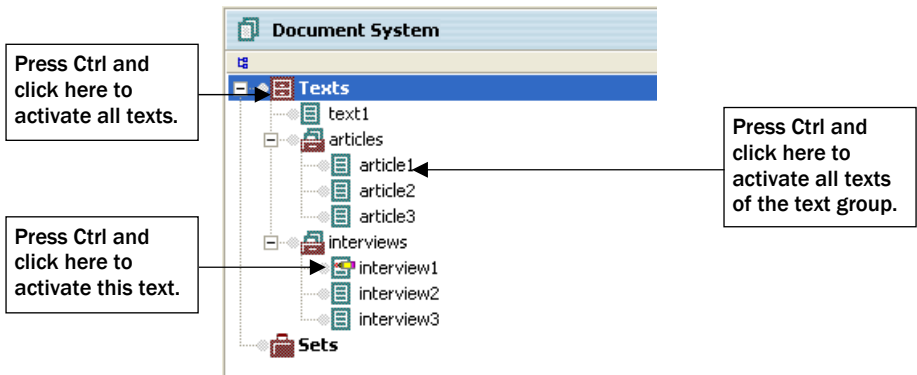 Document System
Press Ctrl and
click here to
activate all texts.
Texts
text1
articles
article1
article2
article3
Press Ctrl and
click here to
activate all texts
of the text group.
Press Ctrl and
click here to
activate this text.
interviews
interview1
interview2
interview3
Sets